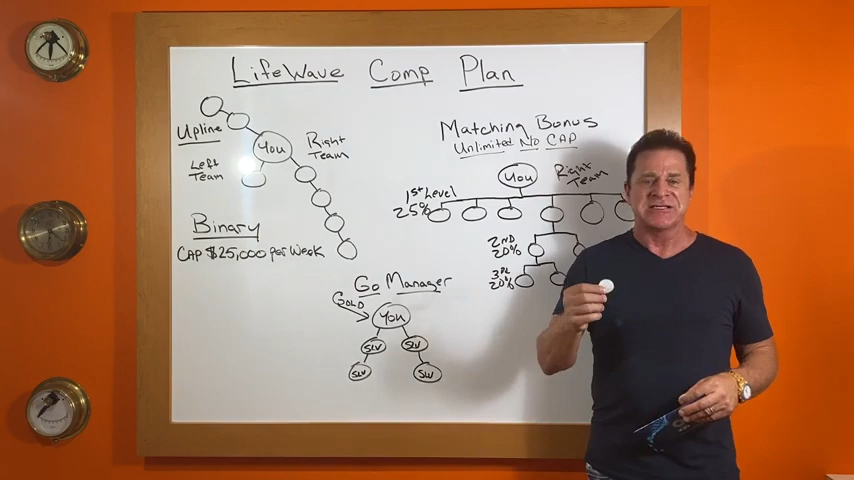 LifeWave Comp Plan
Upline
You
Right Team
Left Team
Binary
CAP $25,000 per Week
Go Manager
GOLD
You
SLV
SLV
SLV
SLV
Matching Bonus
Unlimited No CAP
You
Right Team
1st Level
25%
2ND
20%
3RD
20%